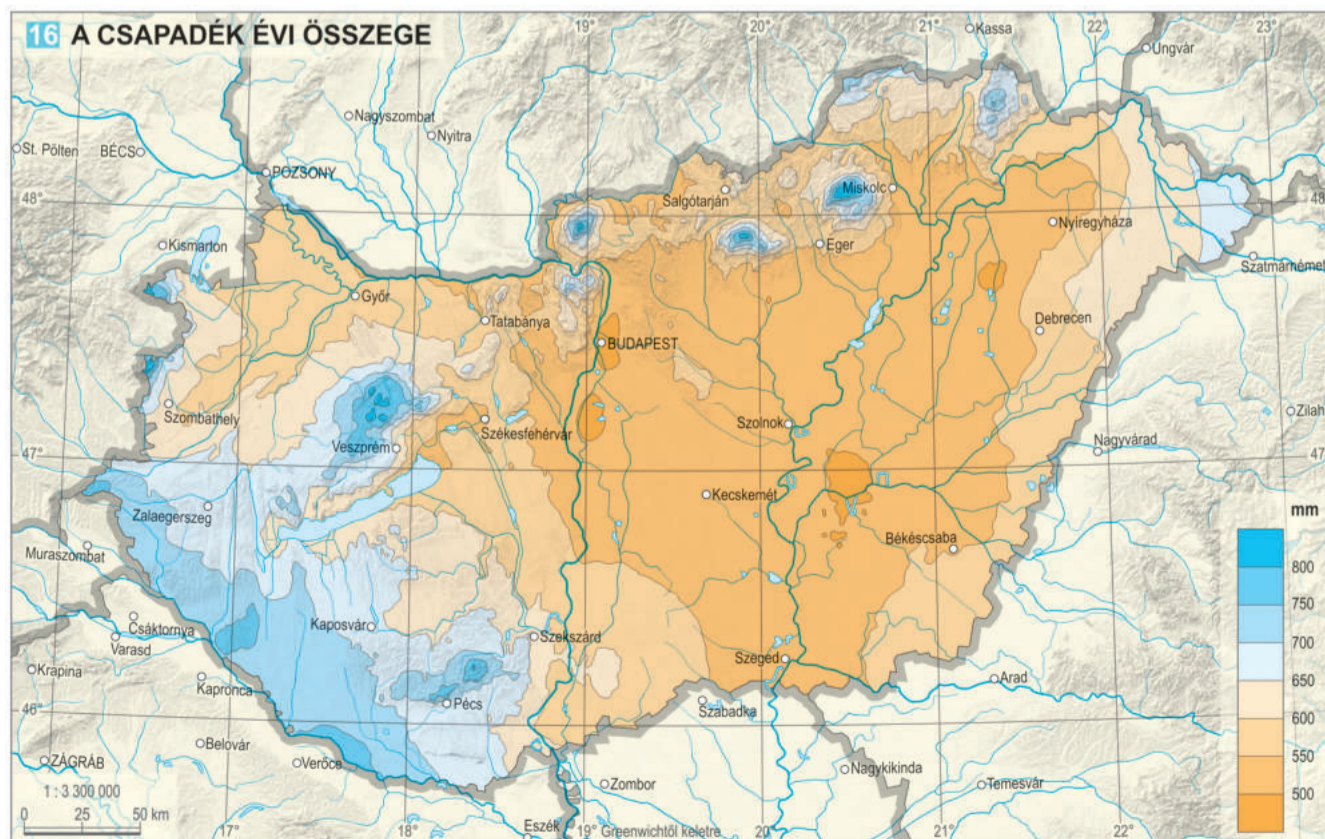 16 A CSAPADÉK ÉVI ÖSSZEGE
19°
20°
21°
22°
23°
Kassa
Ungvár
Nagyszombat
Nyitra
St. Pölten
BÉCS
POZSONY
48°
48
Salgótarján
Miskolc
Nyíregyháza
Eger
Kismarton
Szatmárnémeti
Győr
Tatabánya
BUDAPEST
Debrecen
Szombathely
Székesfehérvár
Szolnok
Zilah
Veszprém
Nagyvárad
47°
47
Kecskemét
Zalaegerszeg
mm
Békéscsaba
Muraszombat
800
750
Csáktornya
Kaposvár
Szekszárd
700
Varasd
Szeged
Krapina
650
Kapronca
Arad
Pécs
Szabadka
46°
46°
600
Belovár
ZÁGRÁB
Verőce
550
Nagykikinda
Zombor
Temesvár
1 : 3 300 000
500
0 25 50 km
17°
18°
Eszék
19° Greenwichtől keletre
20°
21°
22°